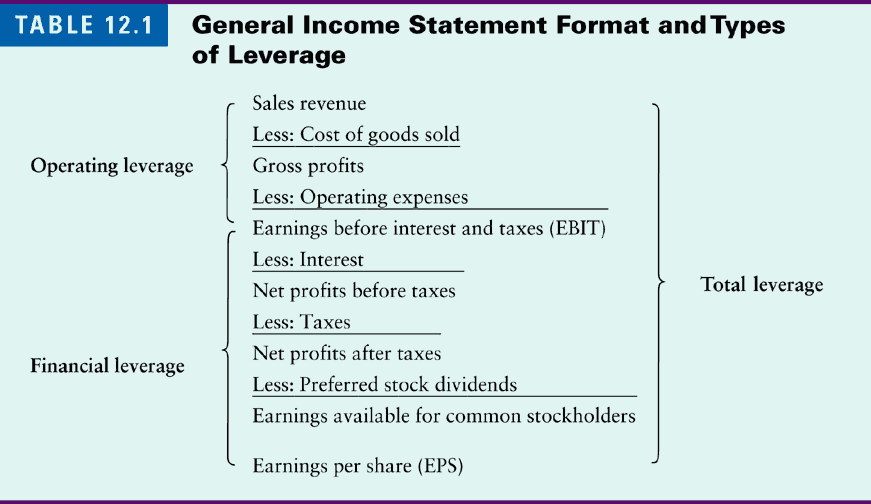 TABLE 12.1
General Income Statement Format and Types
of Leverage
Sales revenue
Less: Cost of goods sold
Operating leverage
Gross profits
Less: Operating expenses
Earnings before interest and taxes (EBIT)
Less: Interest
Total leverage
Net profits before taxes
Less: Taxes
Net profits after taxes
Financial leverage
Less: Preferred stock dividends
Earnings available for common stockholders
Earnings per share (EPS)